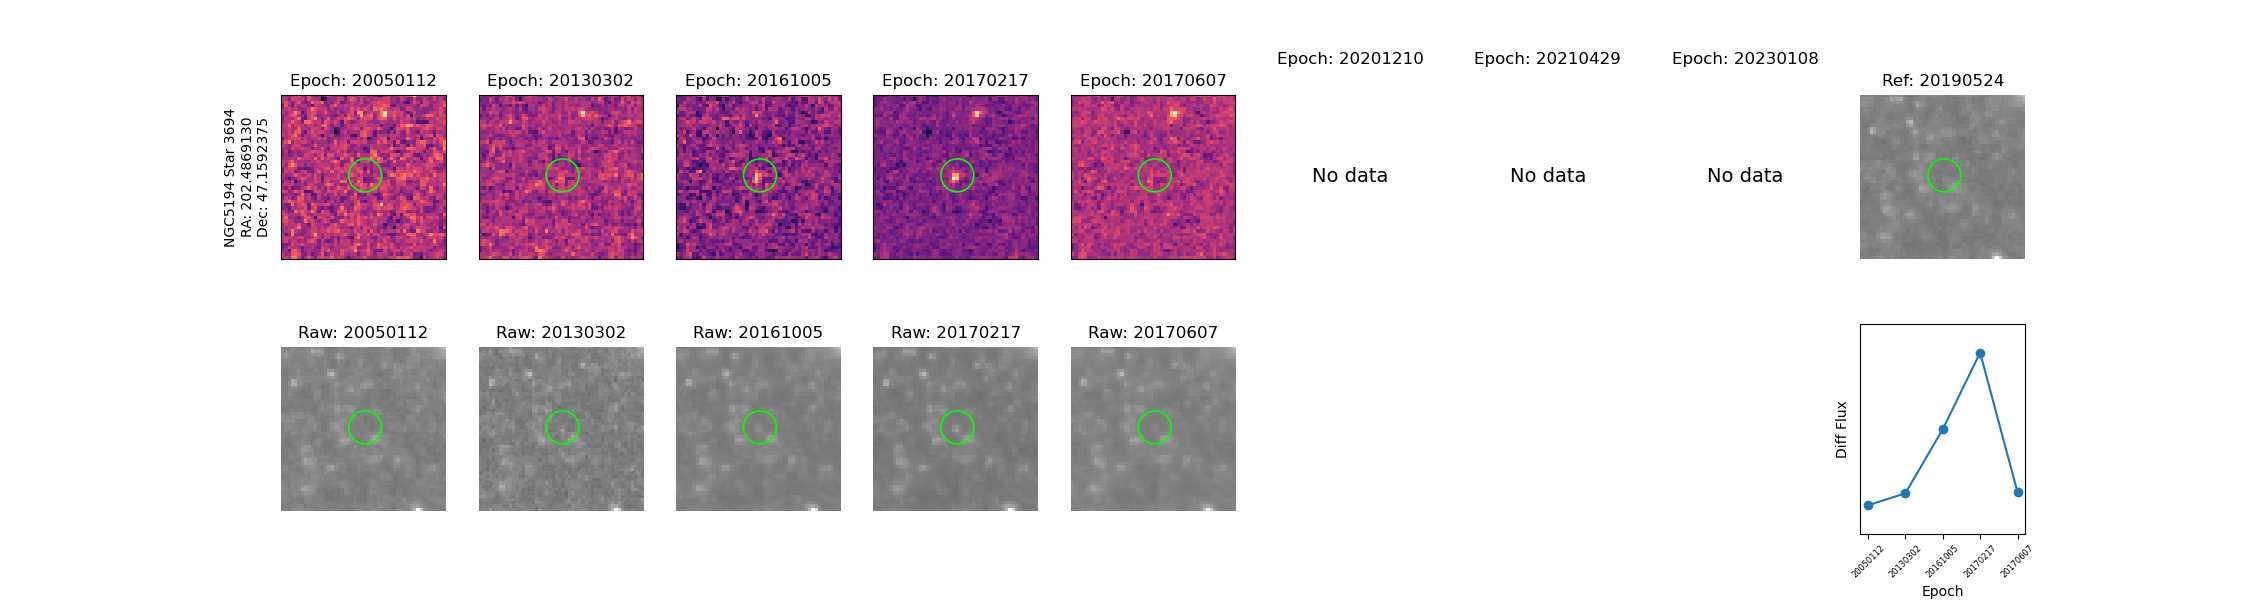 NGC5194 Star 3694
RA: 202.4869130
Dec: 47.1592375
Epoch: 20050112
Epoch: 20130302
Epoch: 20161005
Epoch: 20170217
Epoch: 20170607
Epoch: 20201210
Epoch: 20210429
Epoch: 20230108
Ref: 20190524
No data
No data
No data
Raw: 20050112
Raw: 20130302
Raw: 20161005
Raw: 20170217
Raw: 20170607
Diff Flux
20050112
20130302
20161005
20170217
20170607
Epoch